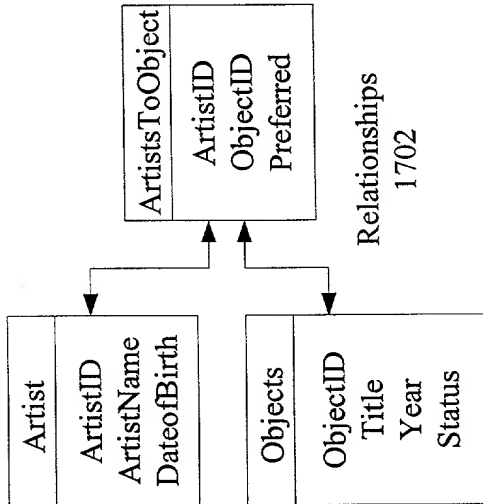 Artist
ArtistID
ArtistName
DateofBirth
Objects
ObjectID
Title
Year
Status
ArtistsToObject
ArtistID
ObjectID
Preferred
Relationships
1702